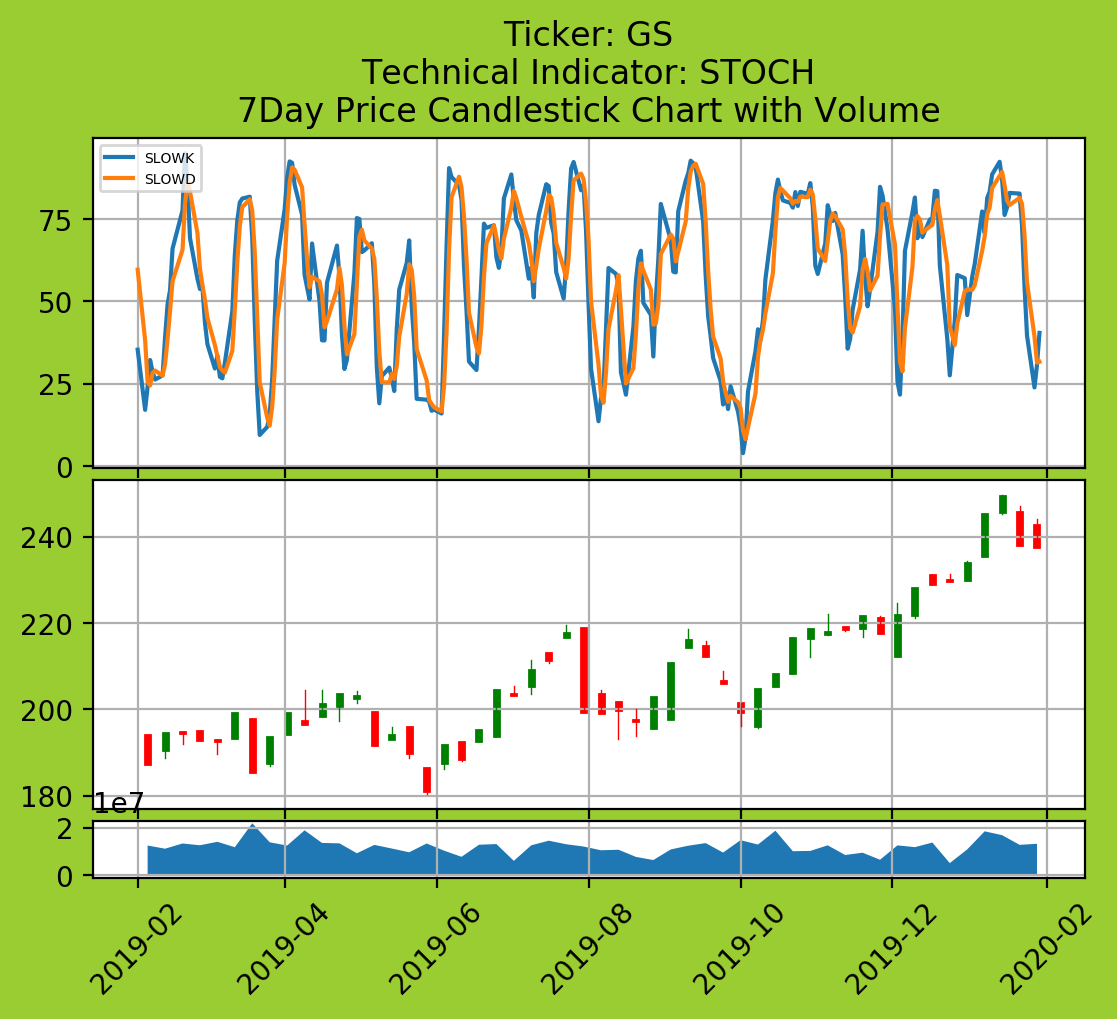 Ticker: GS
Technical Indicator: STOCH
7Day Price Candlestick Chart with Volume
SLOWK
SLOWD
75
50
25
0
240
220
200
180
1e7
2
0
2019-02
2019-04
2019-06
2019-08
2019-10
2019-12
2020-02